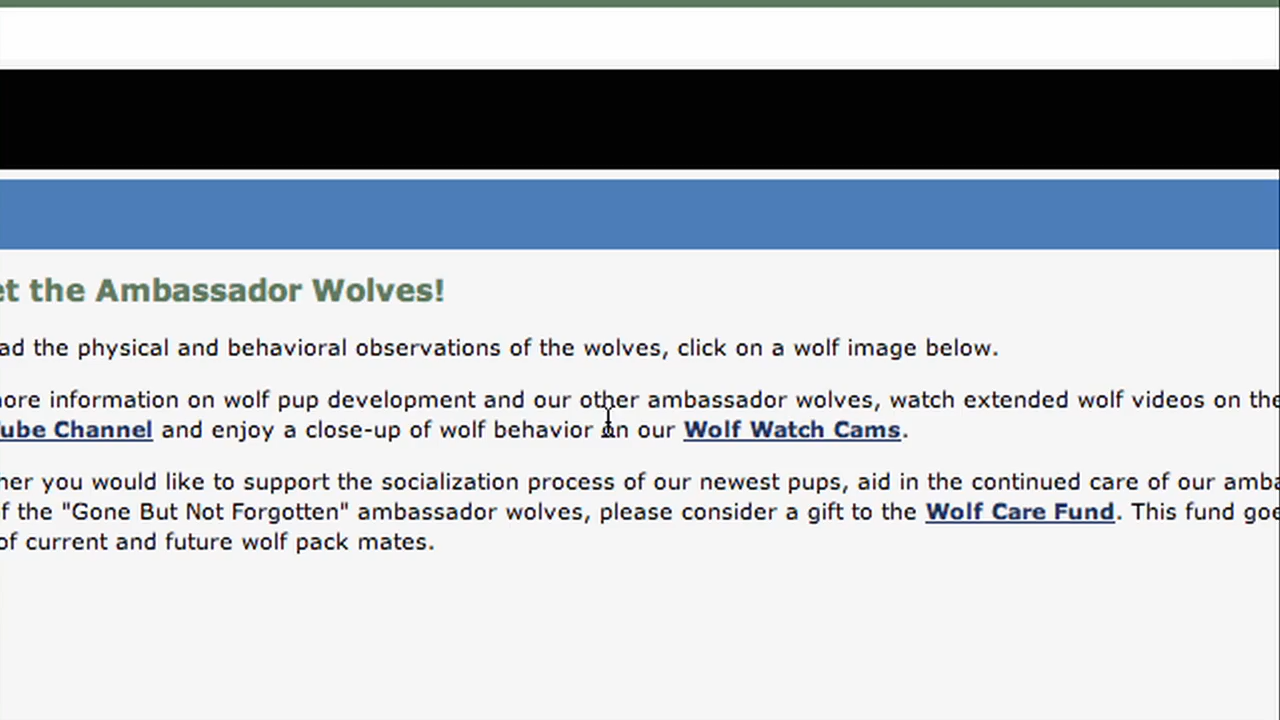 et the Ambassador Wolves!
ad the physical and behavioral observations of the wolves, click on a wolf image below.
ore information on wolf pup development and our other ambassador wolves, watch extended wolf videos on the
Tube Channel and enjoy a close-up of wolf behavior on our Wolf Watch Cams.
her you would like to support the socialization process of our newest pups, aid in the continued care of our amba
f the "Gone But Not Forgotten" ambassador wolves, please consider a gift to the Wolf Care Fund. This fund goe
of current and future wolf pack mates.